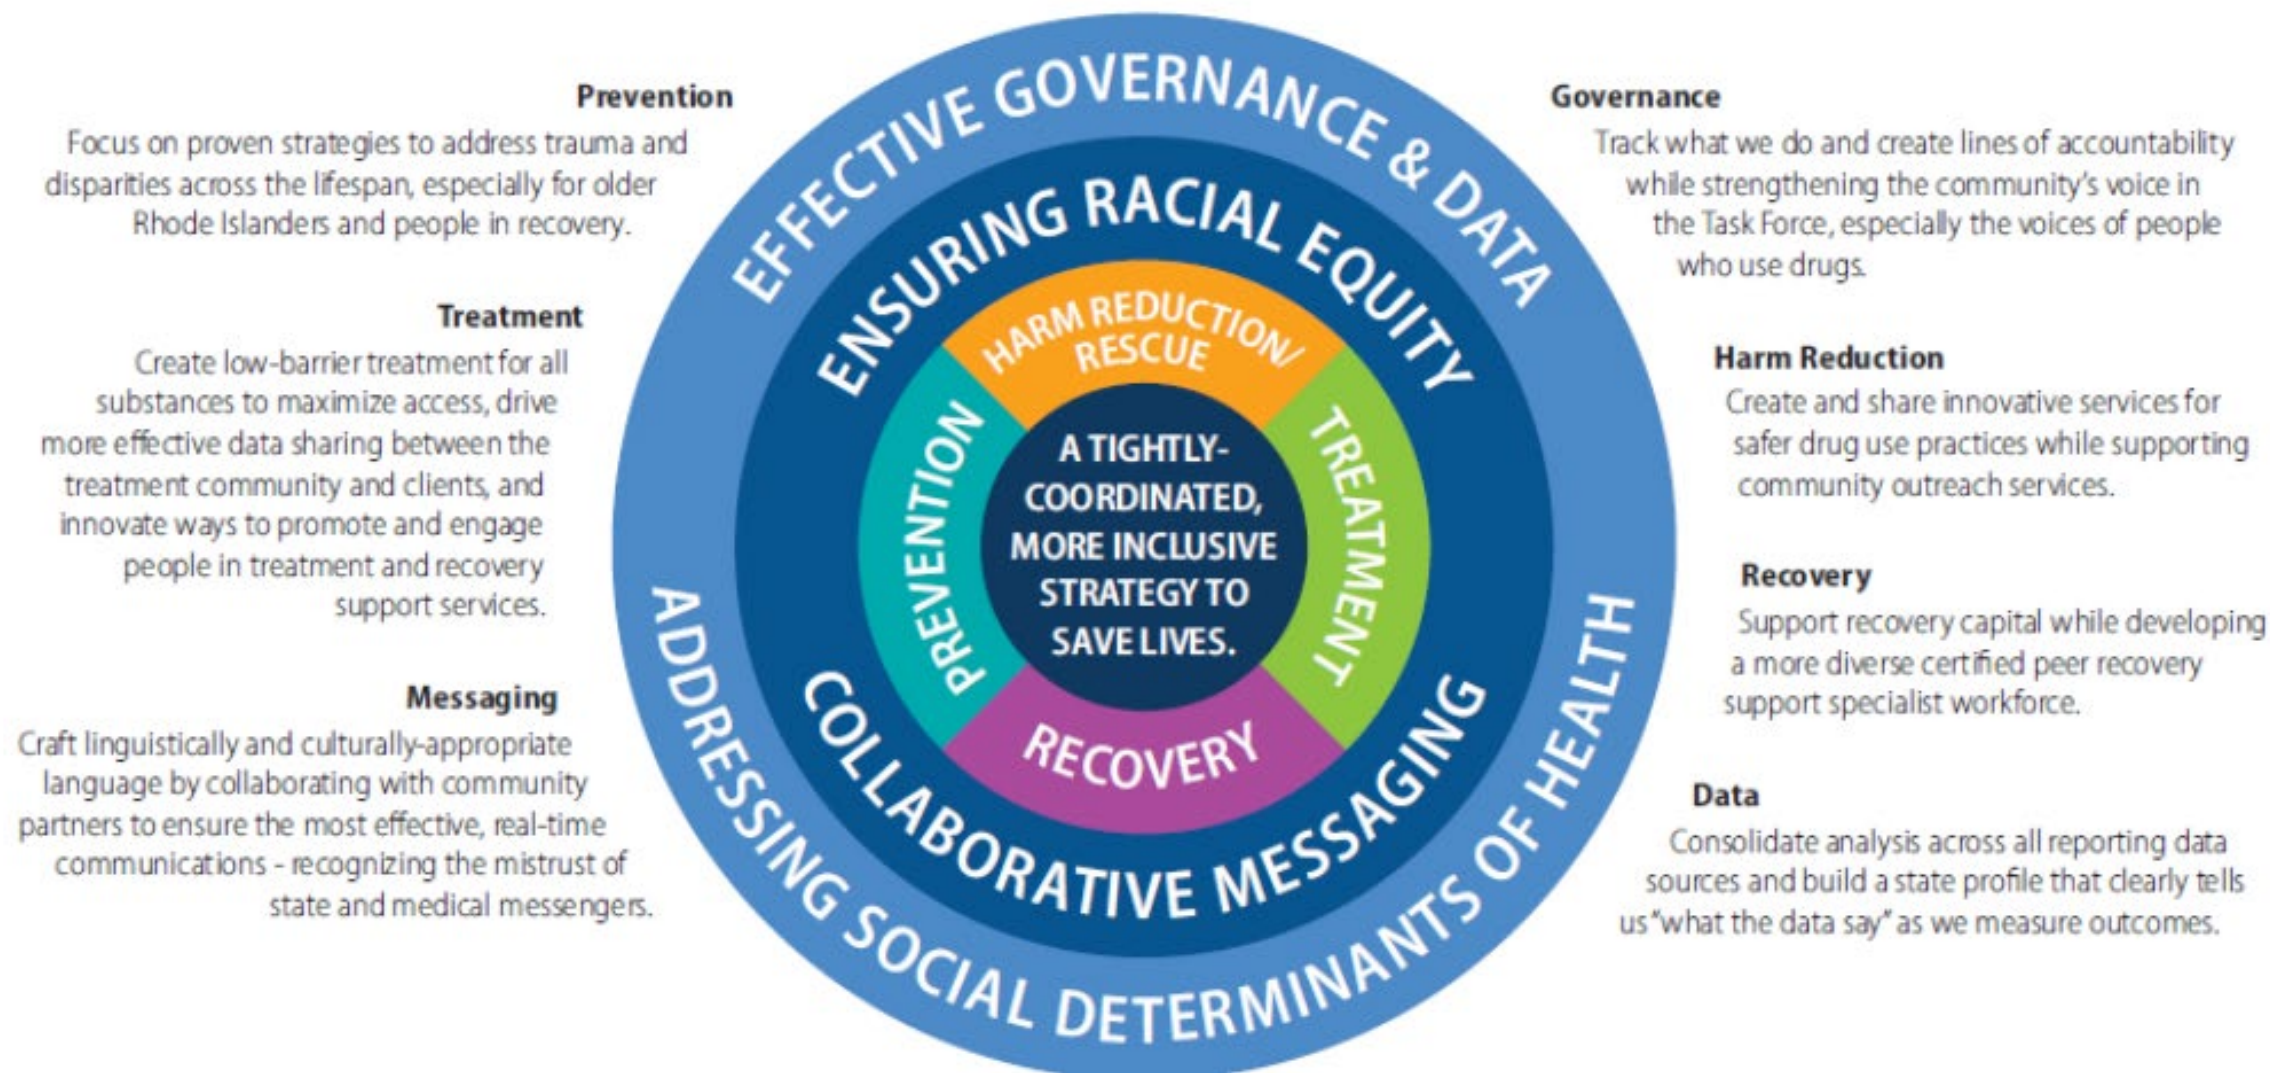 Prevention
Focus on proven strategies to address trauma and
disparities across the lifespan, especially for older
Rhode Islanders and people in recovery.
Treatment
Create low-barrier treatment for all
substances to maximize access, drive
more effective data sharing between the
treatment community and clients, and
innovate ways to promote and engage
people in treatment and recovery
support services.
Messaging
Craft linguistically and culturally-appropriate
language by collaborating with community
partners to ensure the most effective, real-time
communications - recognizing the mistrust of
state and medical messengers.
EFFECTIVE GOVERNANCE & DATA
ENSURING RACIAL EQUITY
HARM REDUCTION/
RESCUE
PREVENTION
TREATMENT
A TIGHTLY-
COORDINATED,
MORE INCLUSIVE
STRATEGY TO
SAVE LIVES.
RECOVERY
COLLABORATIVE MESSAGING
ADDRESSING SOCIAL DETERMINANTS OF HEALTH
Governance
Track what we do and create lines of accountability
while strengthening the community's voice in
the Task Force, especially the voices of people
who use drugs.
Harm Reduction
Create and share innovative services for
safer drug use practices while supporting
community outreach services.
Recovery
Support recovery capital while developing
a more diverse certified peer recovery
support specialist workforce.
Data
Consolidate analysis across all reporting data
sources and build a state profile that clearly tells
us "what the data say" as we measure outcomes.